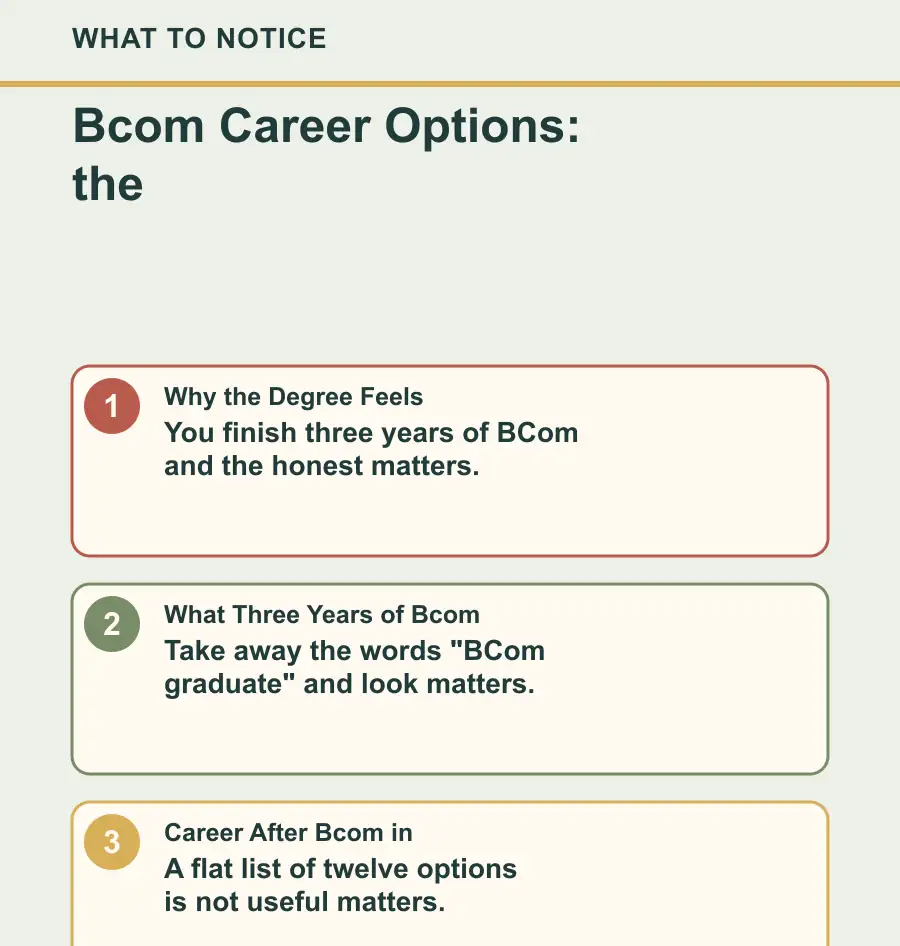 WHAT TO NOTICE
Bcom Career Options:
the
1
Why the Degree Feels
You finish three years of BCom
and the honest matters.
2
What Three Years of Bcom
Take away the words "BCom
graduate" and look matters.
3
Career After Bcom in
A flat list of twelve options
is not useful matters.